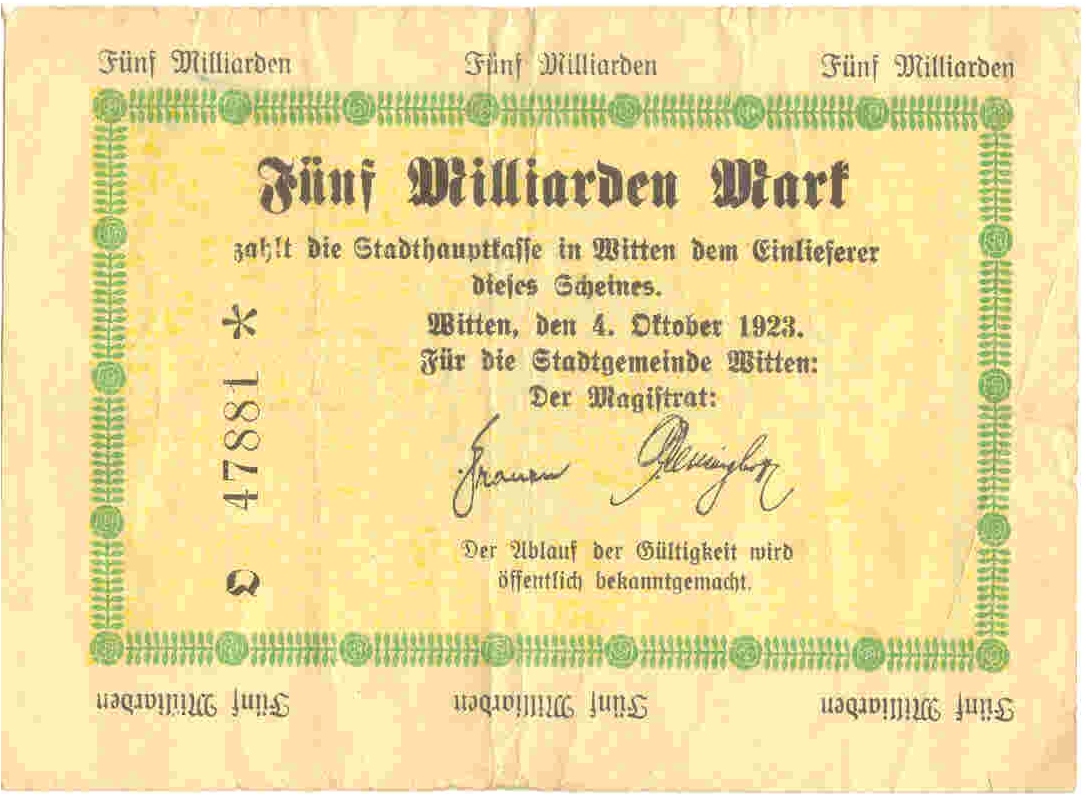 Fünf Milliarden Fünf Milliarden Fünf Milliarden
Fünf Milliarden Mark
zahlt die Stadthauptkasse in Witten dem Einlieferer
dieses Scheines.
Witten, den 4. Oktober 1923.
Für die Stadtgemeinde Witten:
Der Magistrat:
Der Ablauf der Gültigkeit wird
öffentlich bekanntgemacht.
47881 *
Fünf Milliarden Fünf Milliarden Fünf Milliarden